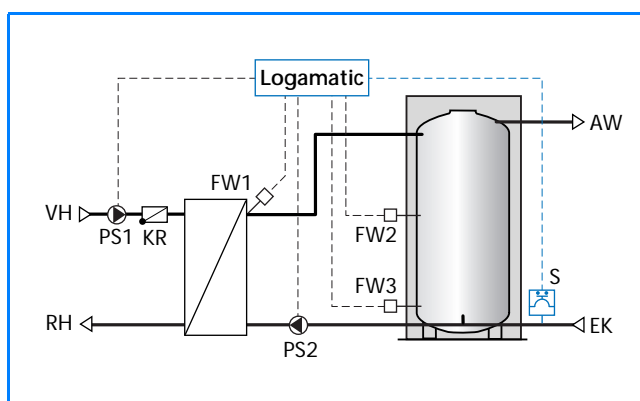 Logamatic
AW
FW1
VH
PS1
KR
FW2
FW3
S
RH
PS2
EK